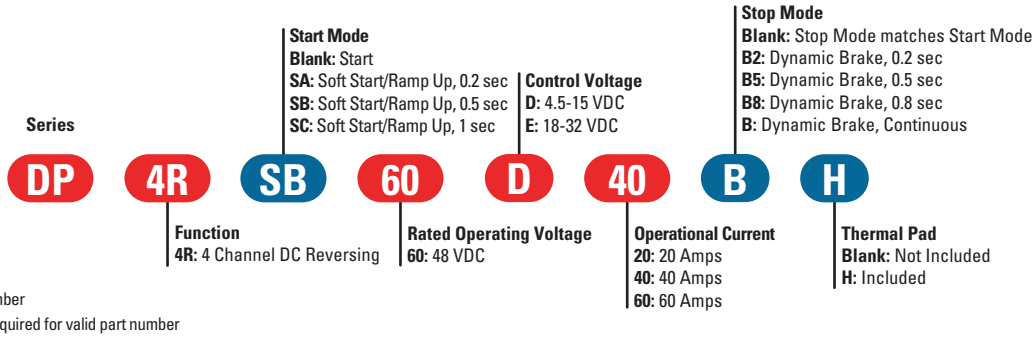 Stop Mode
Blank: Stop Mode matches Start Mode
B2: Dynamic Brake, 0.2 sec
B5: Dynamic Brake, 0.5 sec
B8: Dynamic Brake, 0.8 sec
B: Dynamic Brake, Continuous
Start Mode
Blank: Start
SA: Soft Start/Ramp Up, 0.2 sec
SB: Soft Start/Ramp Up, 0.5 sec
SC: Soft Start/Ramp Up, 1 sec
Control Voltage
D: 4.5-15 VDC
E: 18-32 VDC
Series
DP 4R SB 60 D 40 B H
Function
4R: 4 Channel DC Reversing
Rated Operating Voltage
60: 48 VDC
Operational Current
20: 20 Amps
40: 40 Amps
60: 60 Amps
Thermal Pad
Blank: Not Included
H: Included
for valid part number